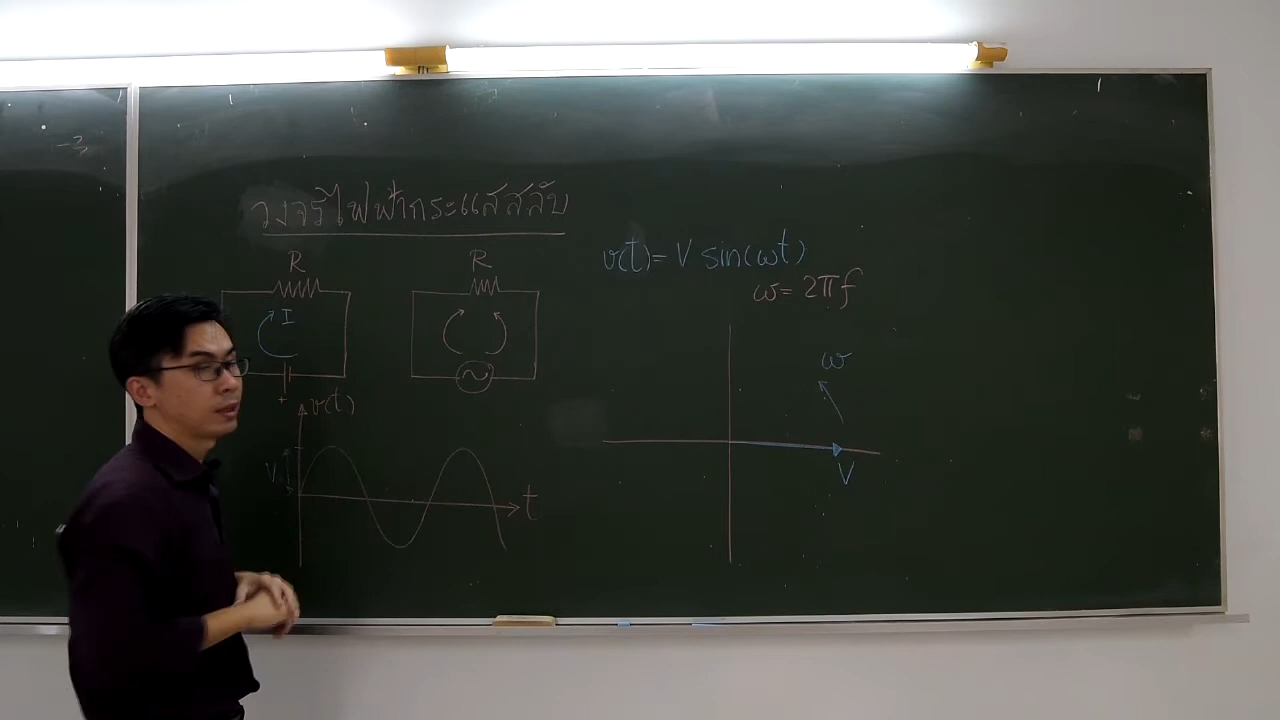 วงจรไฟฟ้ากระแสสสลับ
R
I
+
R
v(t)
V
t
v(t)= V sin(ωt)
ω= 2πf
ω
V